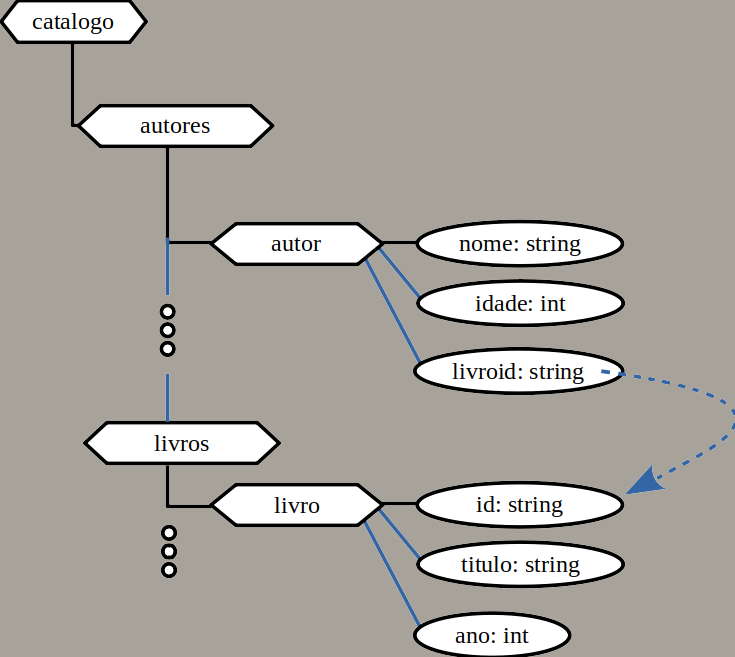 catalogo
autores
autor
nome: string
idade: int
livroid: string
livros
livro
id: string
titulo: string
ano: int